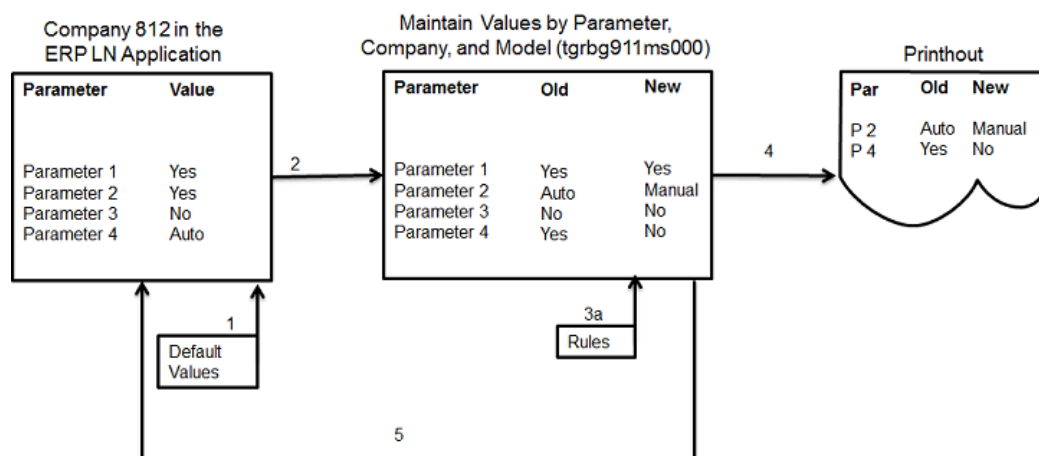 Company 812 in the
ERP LN Application
Parameter Value
Parameter 1 Yes
Parameter 2 Yes
Parameter 3 No
Parameter 4 Auto
1
Default
Values
2
Maintain Values by Parameter,
Company, and Model (tgrbg911ms000)
Parameter Old New
Parameter 1 Yes Yes
Parameter 2 Auto Manual
Parameter 3 No No
Parameter 4 Yes No
3a
Rules
4
Printhout
Par Old New
P 2 Auto Manual
P 4 Yes No
5